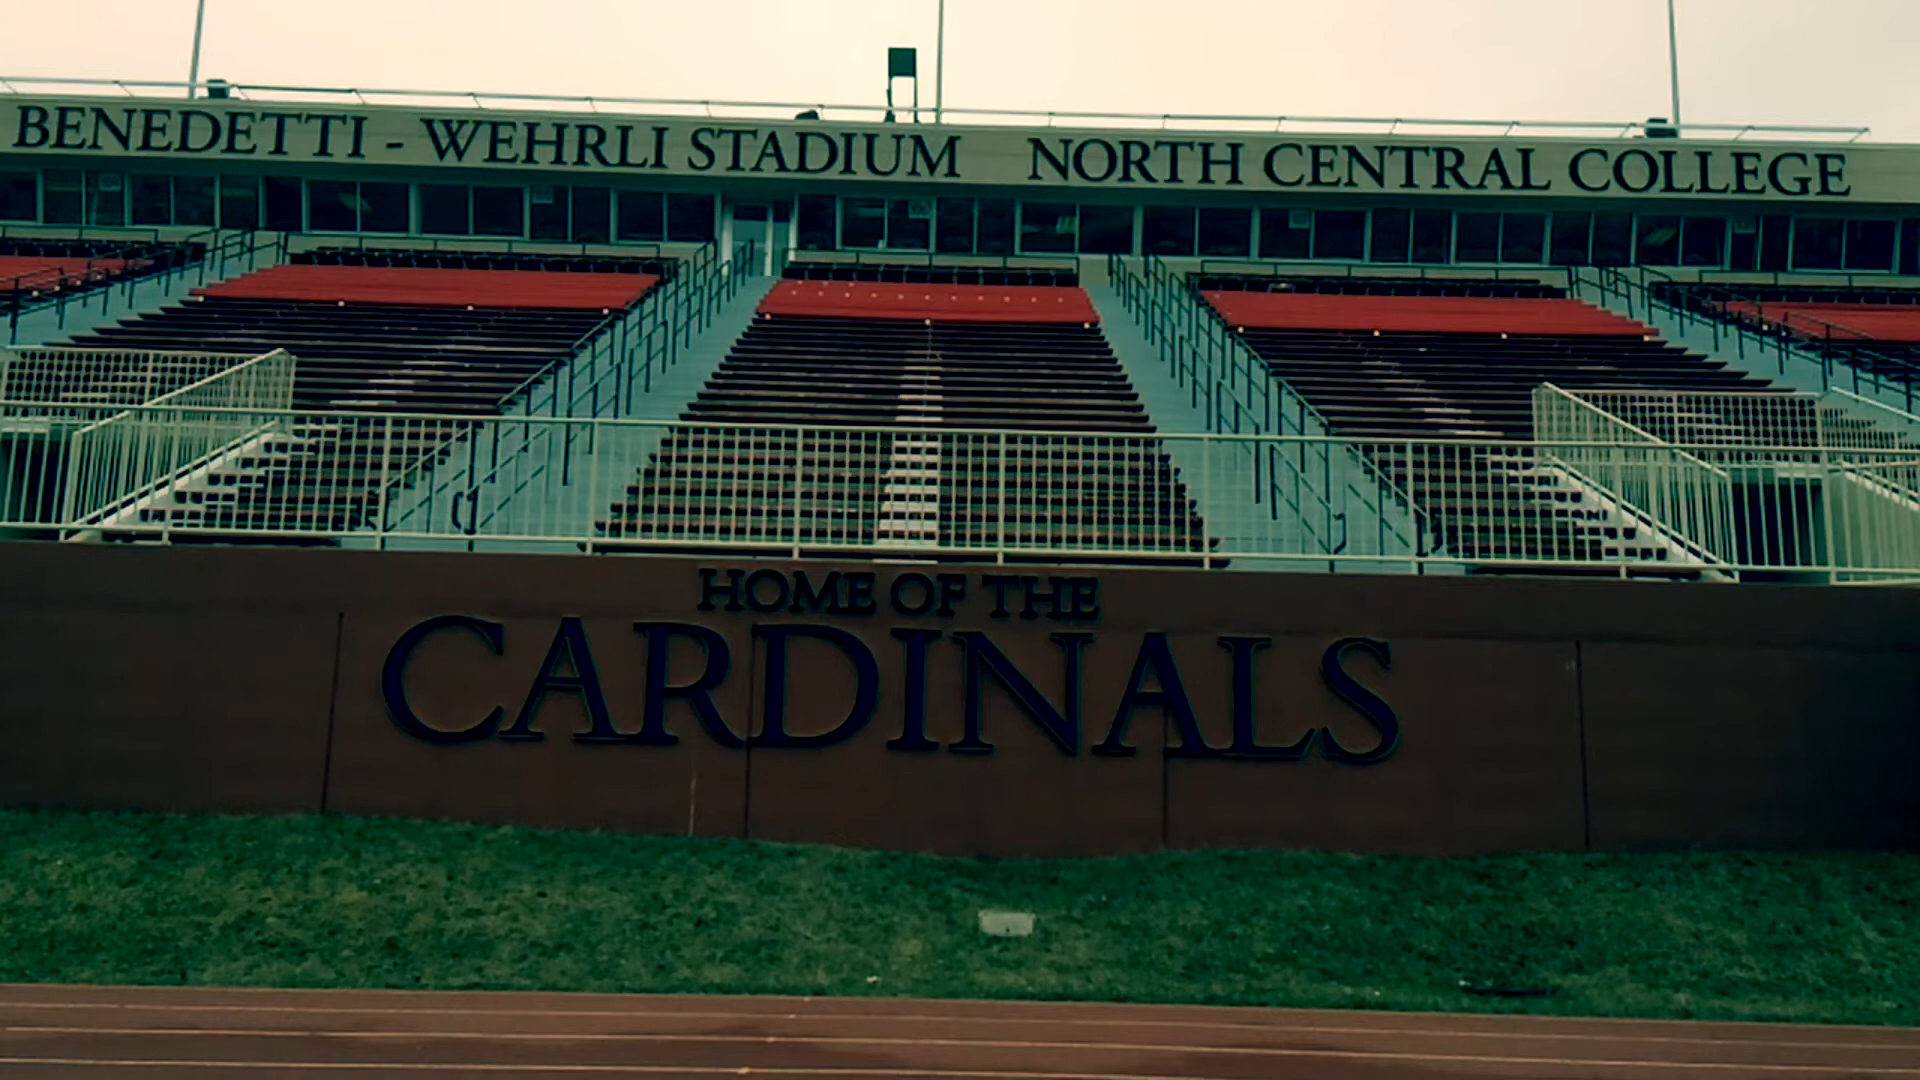 BENEDETTI - WEHRLI STADIUM NORTH CENTRAL COLLEGE
HOME OF THE
CARDINALS